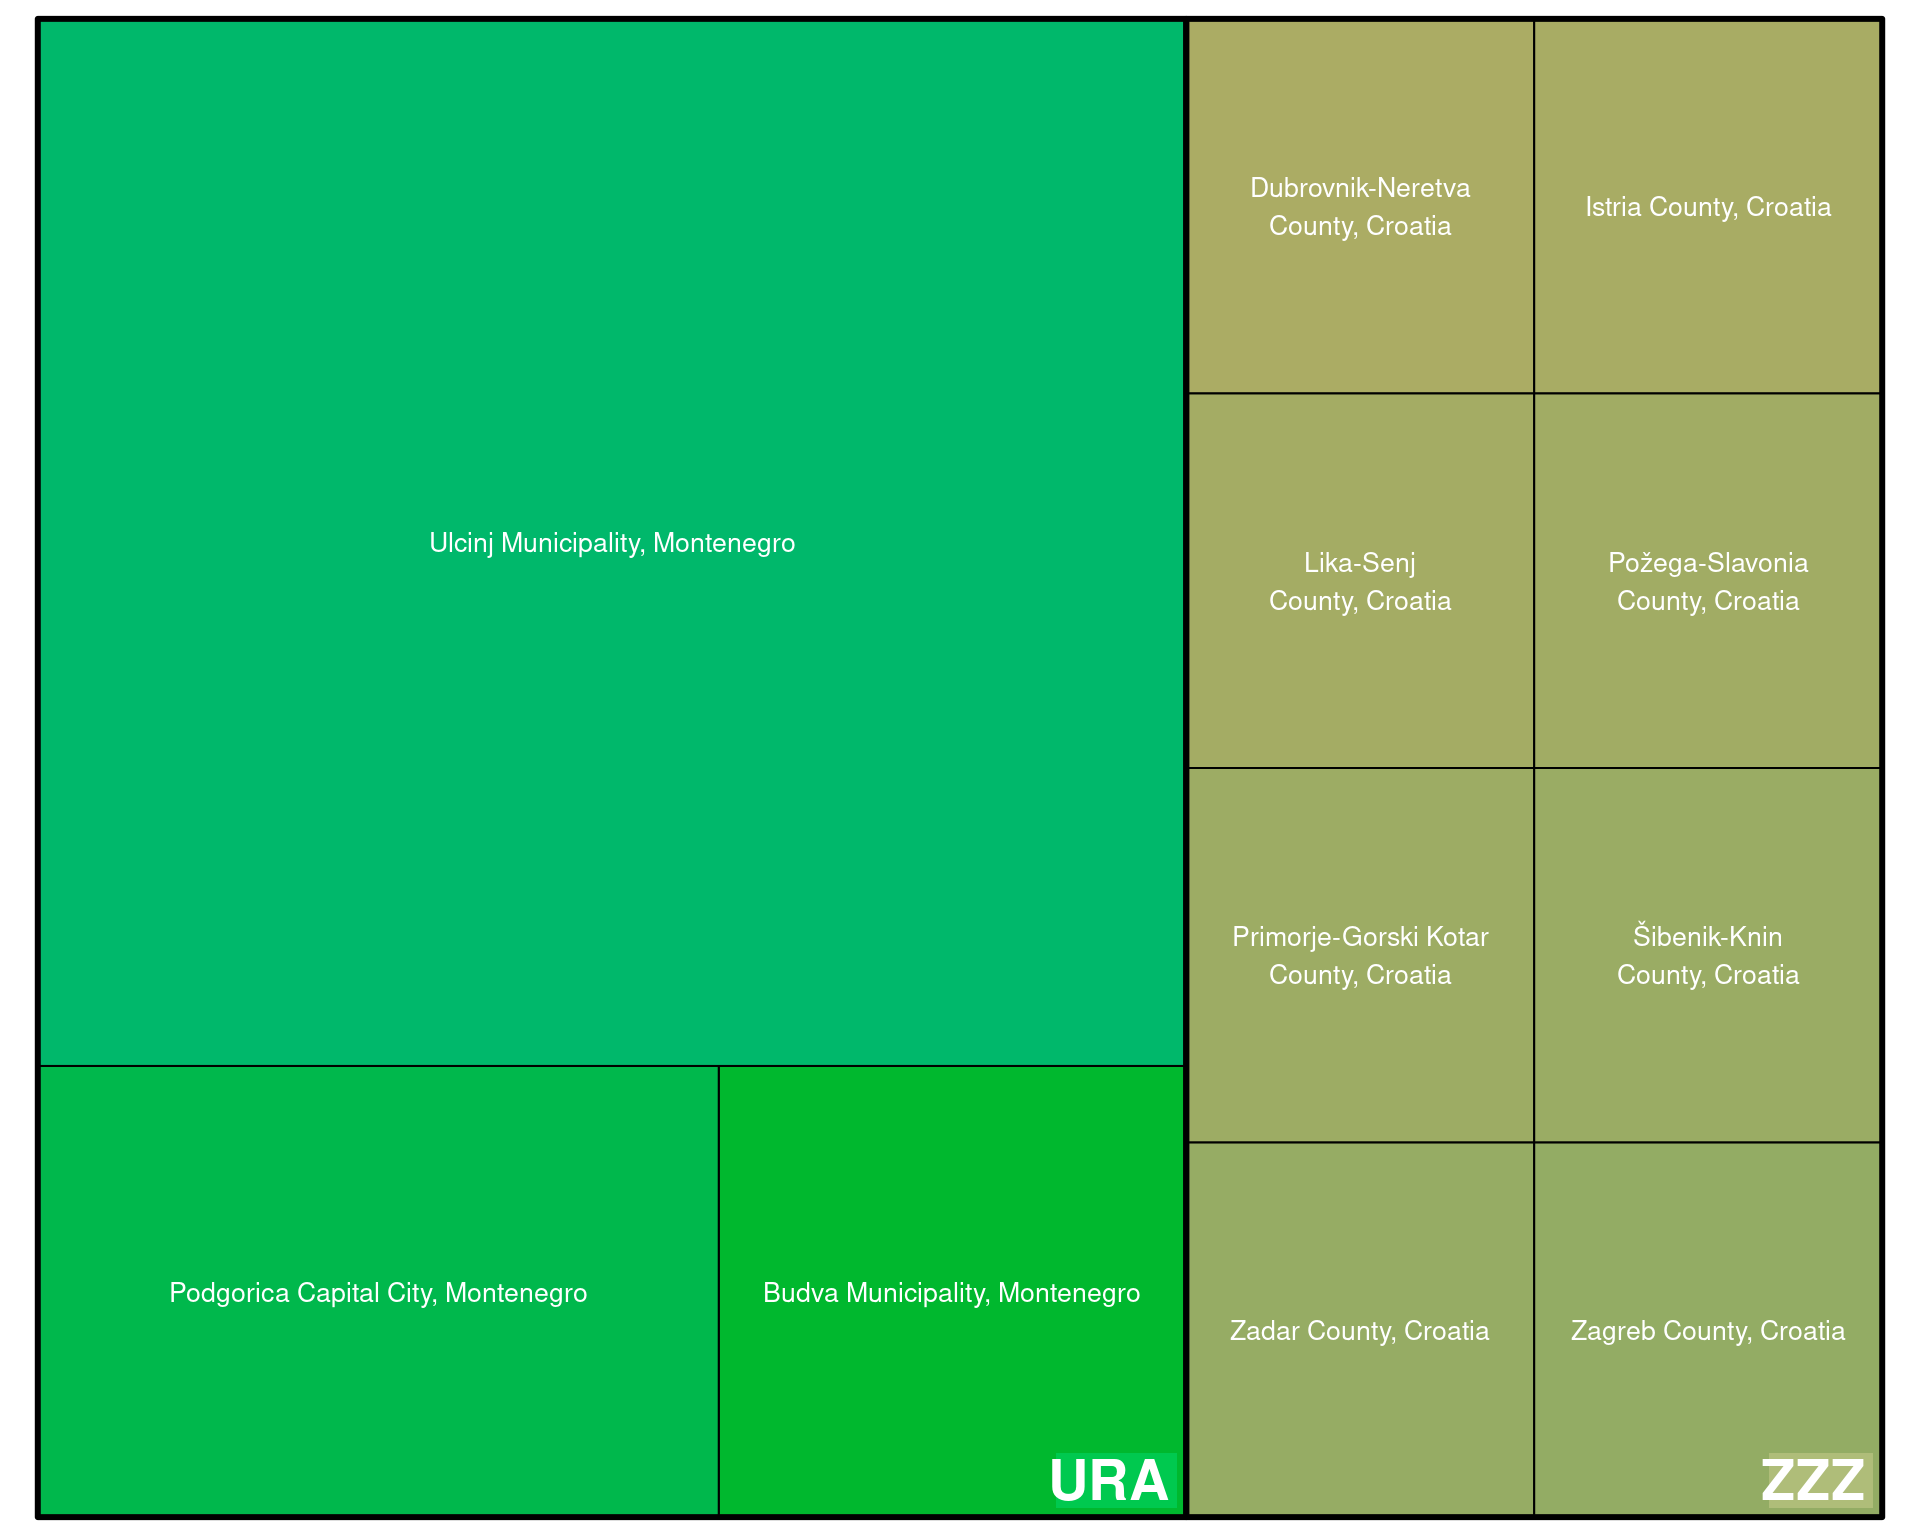 Ulcinj Municipality, Montenegro
Podgorica Capital City, Montenegro
Budva Municipality, Montenegro
URA
Dubrovnik-Neretva
County, Croatia
Istria County, Croatia
Lika-Senj
County, Croatia
Požega-Slavonia
County, Croatia
Primorje-Gorski Kotar
County, Croatia
Šibenik-Knin
County, Croatia
Zadar County, Croatia
Zagreb County, Croatia
ZZZ